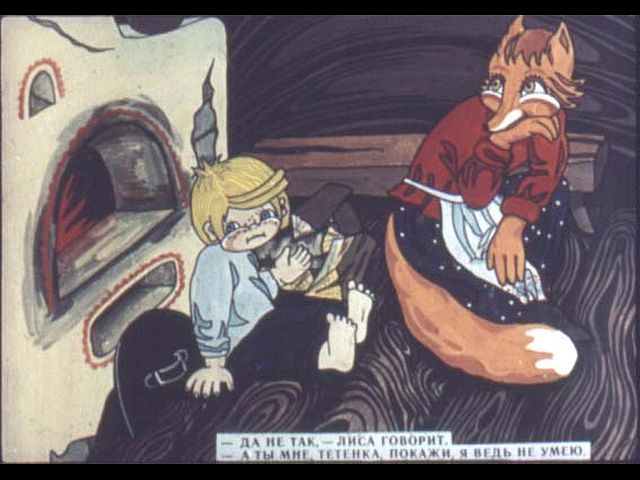 — ДА НЕ ТАК, — ЛИСА ГОВОРИТ.
— А ТЫ МНЕ, ТЕТЕНКА, ПОКАЖИ, Я ВЕДЬ НЕ УМЕЮ.